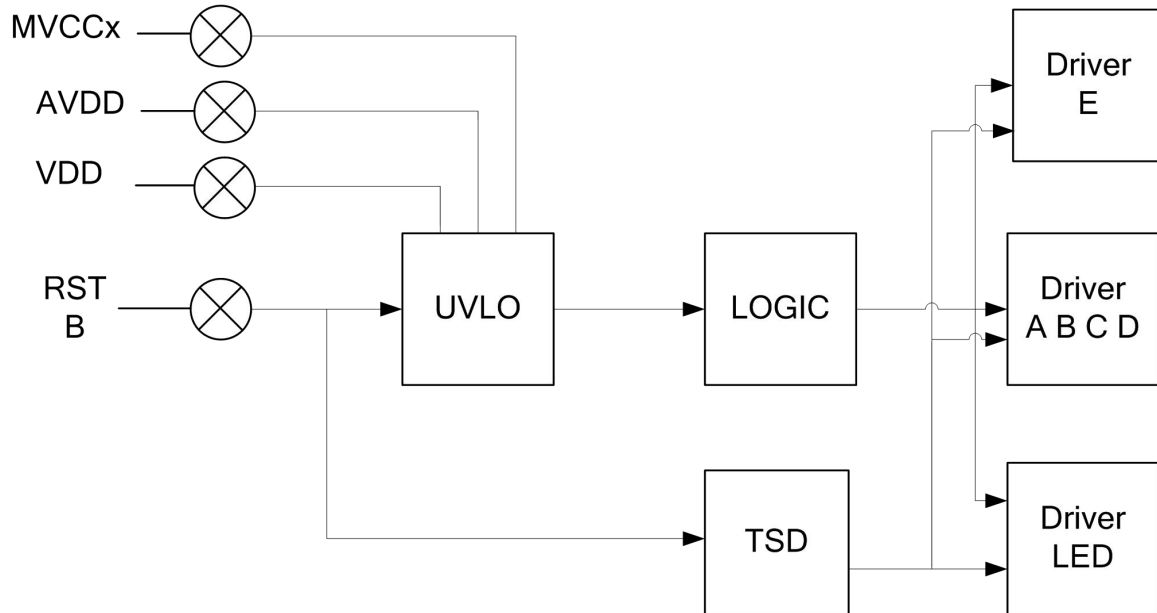 MVCCx
AVDD
VDD
RST
B
UVLO
LOGIC
TSD
Driver
E
Driver
A B C D
Driver
LED